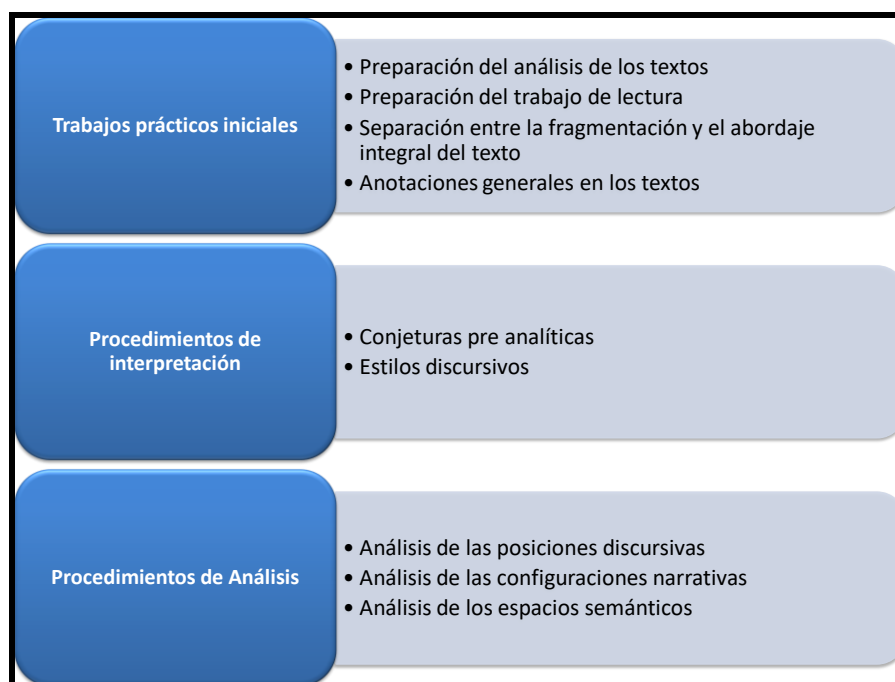 Trabajos prácticos iniciales
• Preparación del análisis de los textos
• Preparación del trabajo de lectura
• Separación entre la fragmentación y el abordaje
integral del texto
• Anotaciones generales en los textos
Procedimientos de
interpretación
• Conjeturas pre analíticas
• Estilos discursivos
Procedimientos de Análisis
• Análisis de las posiciones discursivas
• Análisis de las configuraciones narrativas
• Análisis de los espacios semánticos